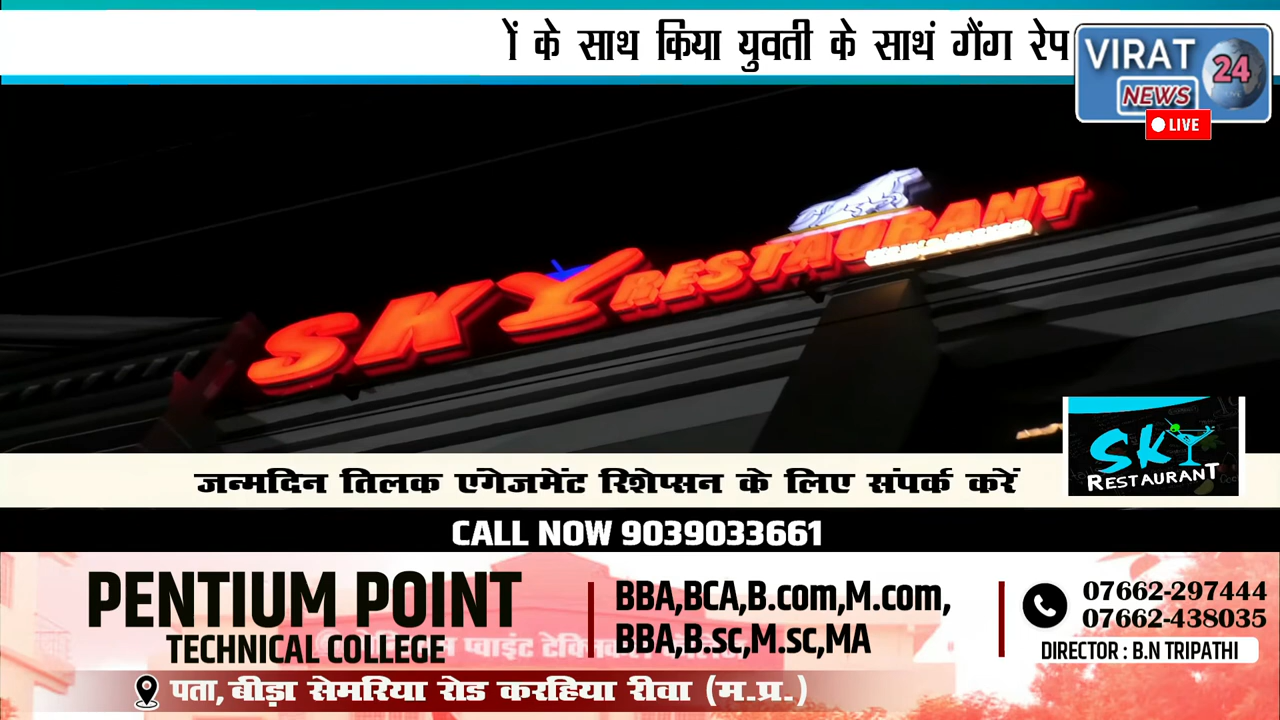 ों के साथ किया युवती के साथं गैंग रेप
VIRAT
24
NEWS
LIVE
SKY RESTAURANT
SKY
RESTAURANT
जन्मदिन तिलक एंगेजमेंट रिशेप्सन के लिए संपर्क करें
CALL NOW 9039033661
PENTIUM POINT
TECHNICAL COLLEGE
BBA,BCA,B.com,M.com,
BBA,B.sc,M.sc,MA
07662-297444
07662-438035
DIRECTOR : B.N TRIPATHI
पता, बीड़ा सेमरिया रोड करहिया रीवा (म.प्र.)